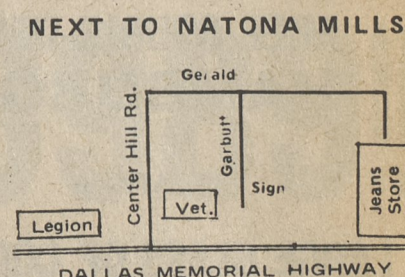 NEXT TO NATONA MILLS
Gerald
Center Hill Rd.
Garbutt
Sign
Jeans
Store
Vet.
Legion
DALLAS MEMORIAL HIGHWAY